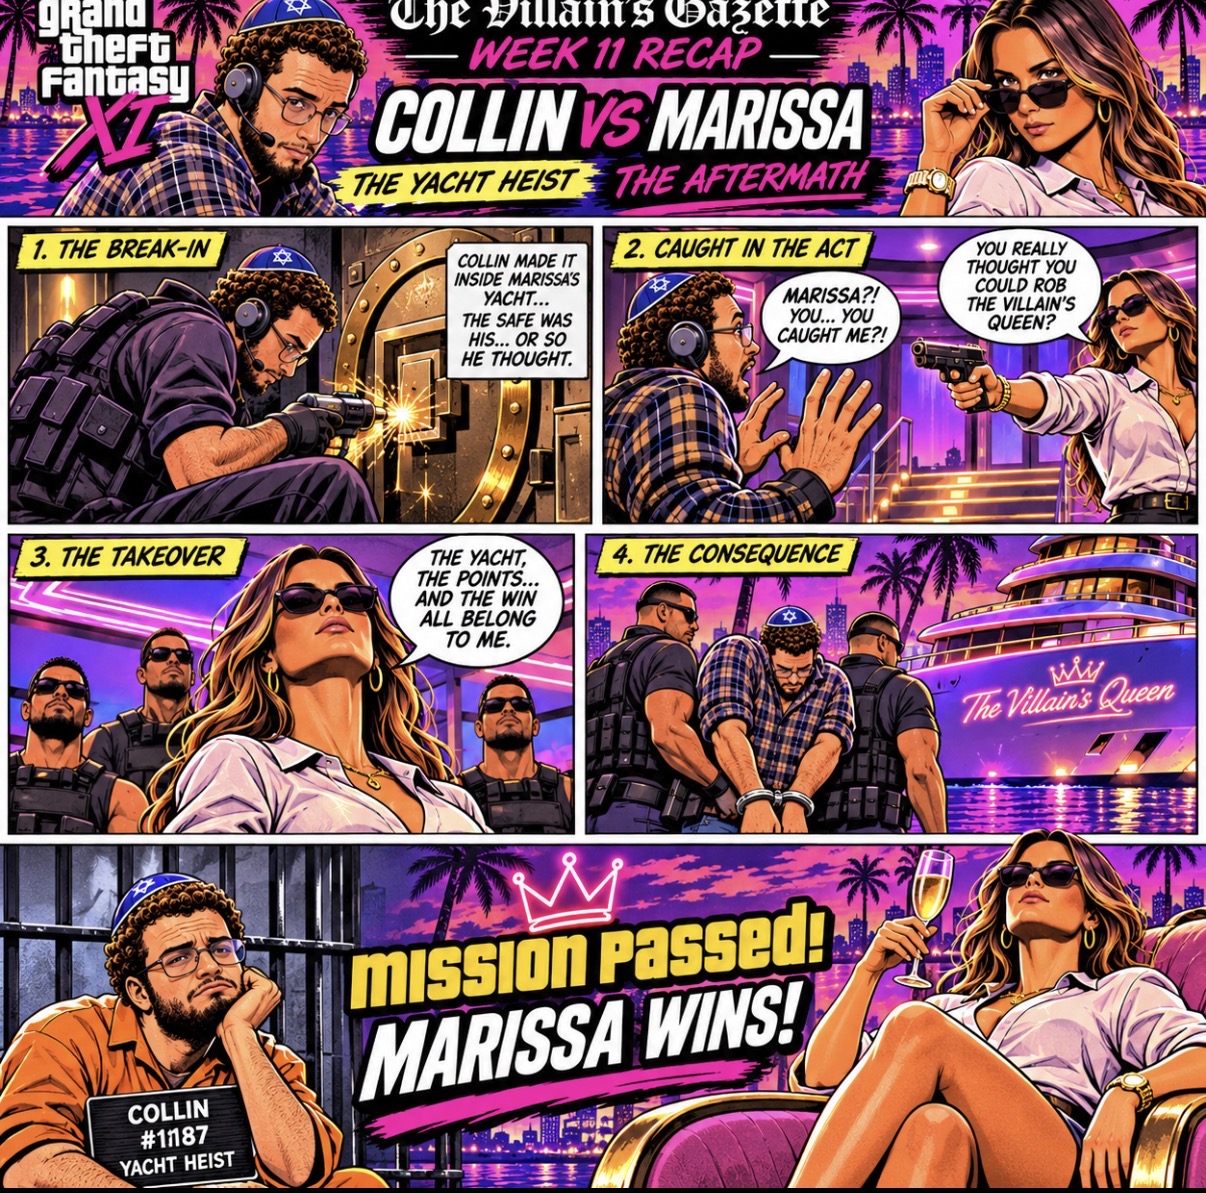 grand
theft
fantasy
XI
The Villain's Gazette
WEEK 11 RECAP
COLLIN VS MARISSA
THE YACHT HEIST
THE AFTERMATH
1. THE BREAK-IN
COLLIN MADE IT
INSIDE MARISSA'S
YACHT...
THE SAFE WAS
HIS... OR SO
HE THOUGHT.
2. CAUGHT IN THE ACT
MARISSA?!
YOU... YOU
CAUGHT ME?!
YOU REALLY
THOUGHT YOU
COULD ROB
THE VILLAIN'S
QUEEN?
3. THE TAKEOVER
THE YACHT,
THE POINTS...
AND THE WIN
ALL BELONG
TO ME.
4. THE CONSEQUENCE
The Villain's Queen
mission passed!
MARISSA WINS!
COLLIN
#11187
YACHT HEIST